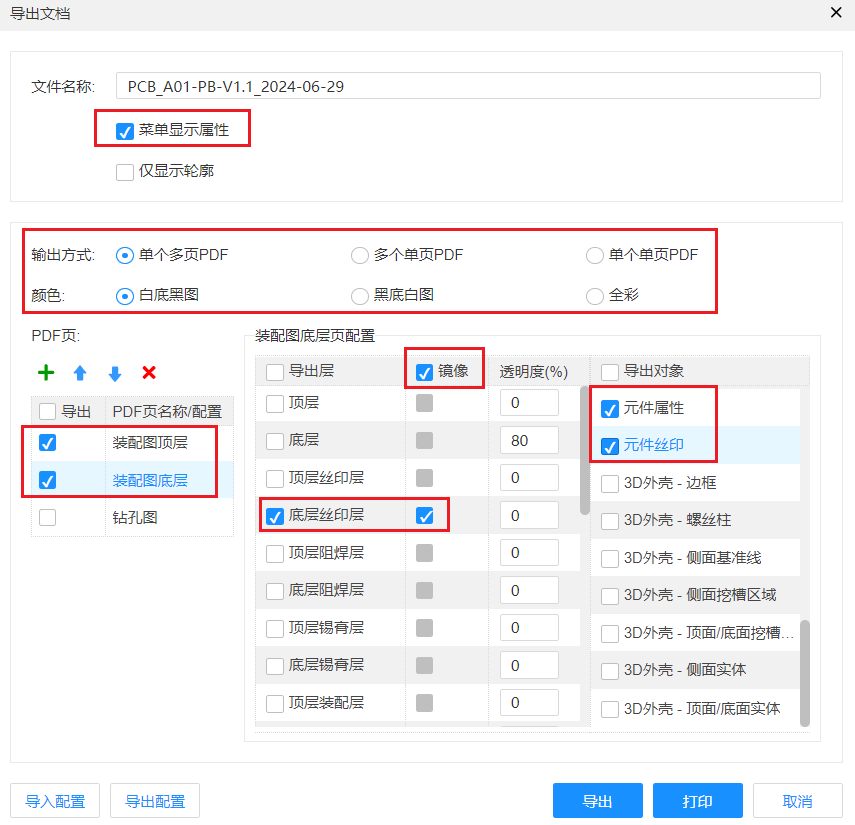 导出文档
文件名称: PCB_A01-PB-V1.1_2024-06-29
菜单显示属性
仅显示轮廓
输出方式: 单个多页PDF 多个单页PDF 单个单页PDF
颜色: 白底黑图 黑底白图 全彩
PDF页:
导出 PDF页名称/配置
装配图顶层
装配图底层
钻孔图
装配图底层页配置
导出层 镜像 透明度(%) 导出对象
顶层 0 元件属性
底层 80 元件丝印
顶层丝印层 0 3D外壳 - 边框
底层丝印层 0 3D外壳 - 螺丝柱
顶层阻焊层 0 3D外壳 - 侧面基准线
底层阻焊层 0 3D外壳 - 侧面挖槽区域
顶层锡膏层 0 3D外壳 - 顶面/底面挖槽...
底层锡膏层 0 3D外壳 - 侧面实体
顶层装配层 0 3D外壳 - 顶面/底面实体
导入配置 导出配置 导出 打印 取消